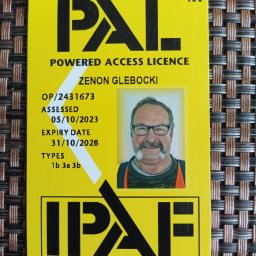 PAL
POWERED ACCESS LICENCE
ZENON GLEBOCKI
OP/2431673
ASSESSED
05/10/2023
EXPIRY DATE
31/10/2028
TYPES
1b 3a 3b
IPAF